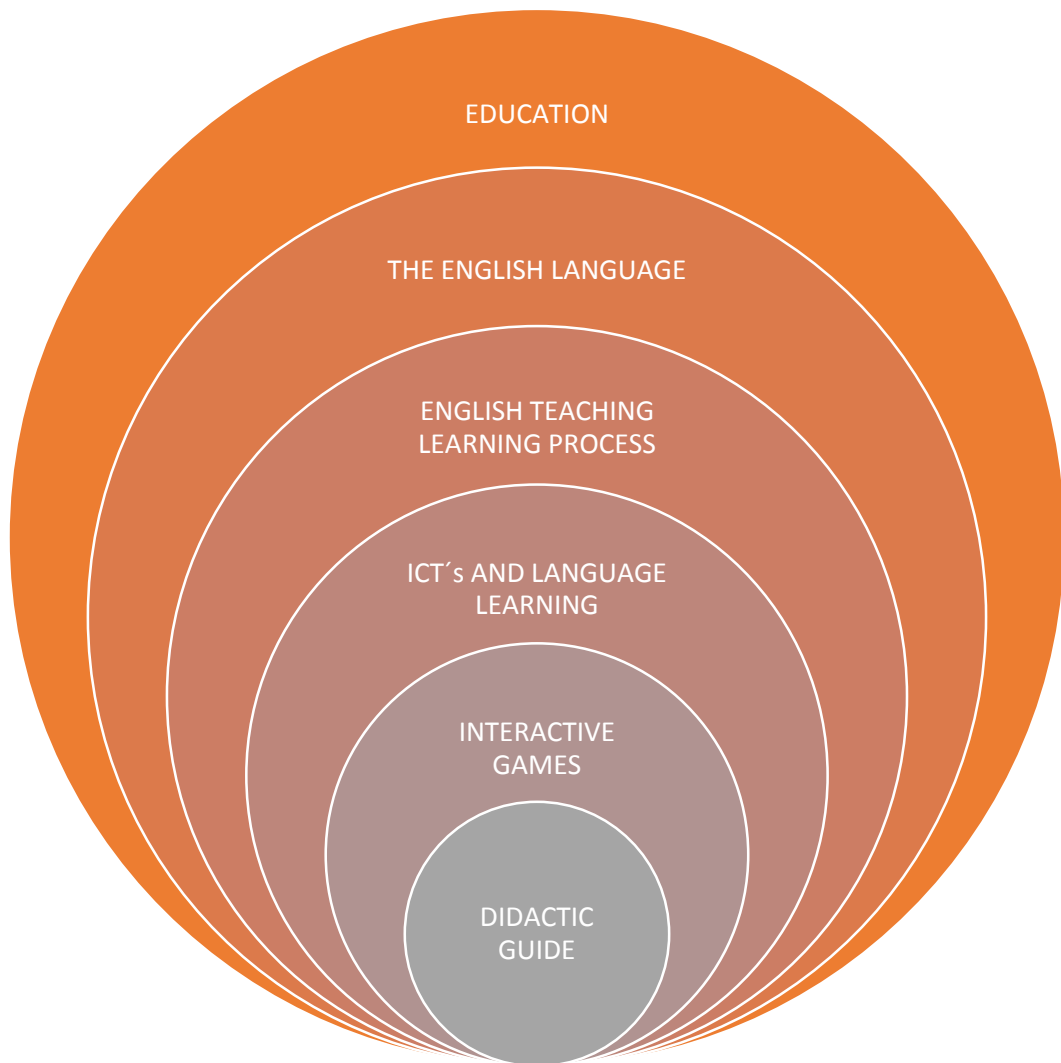 EDUCATION
THE ENGLISH LANGUAGE
ENGLISH TEACHING
LEARNING PROCESS
ICT´s AND LANGUAGE
LEARNING
INTERACTIVE
GAMES
DIDACTIC
GUIDE